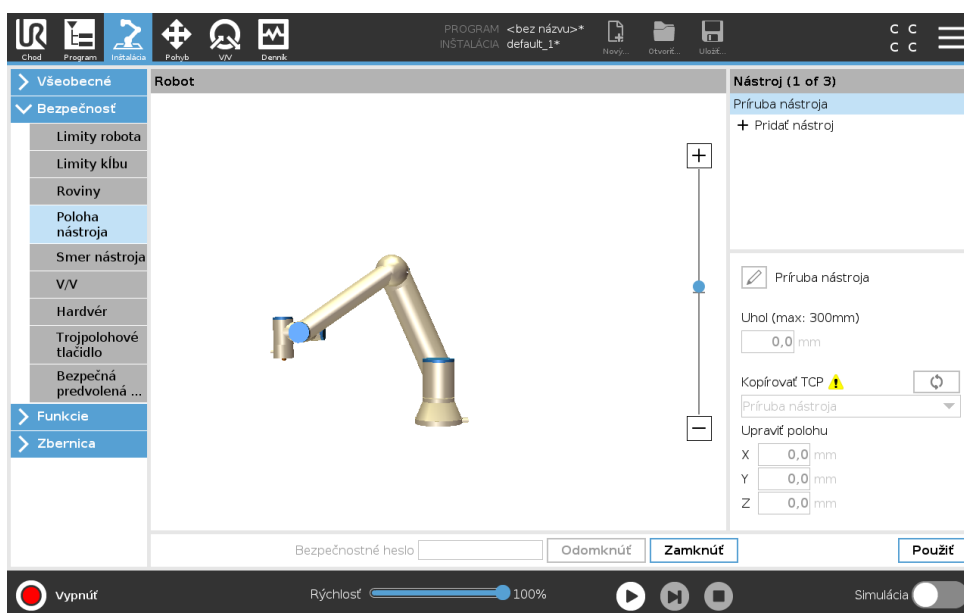 PROGRAM <bez názvu>*
INŠTALÁCIA default_1*
Chod Program Inštalácia Pohyb V/V Denník
Nový... Otvoriť... Uložiť...
C C
C C
Všeobecné
Bezpečnosť
Limity robota
Limity kĺbu
Roviny
Poloha
nástroja
Smer nástroja
V/V
Hardvér
Trojpolohové
tlačidlo
Bezpečná
predvolená ...
Funkcie
Zbernica
Robot
Nástroj (1 of 3)
Príruba nástroja
+ Pridať nástroj
Príruba nástroja
Uhol (max: 300mm)
0,0 mm
Kopírovať TCP
Príruba nástroja
Upraviť polohu
X 0,0 mm
Y 0,0 mm
Z 0,0 mm
Bezpečnostné heslo Odomknúť Zamknúť Použiť
Vypnúť Rýchlosť 100% Simulácia